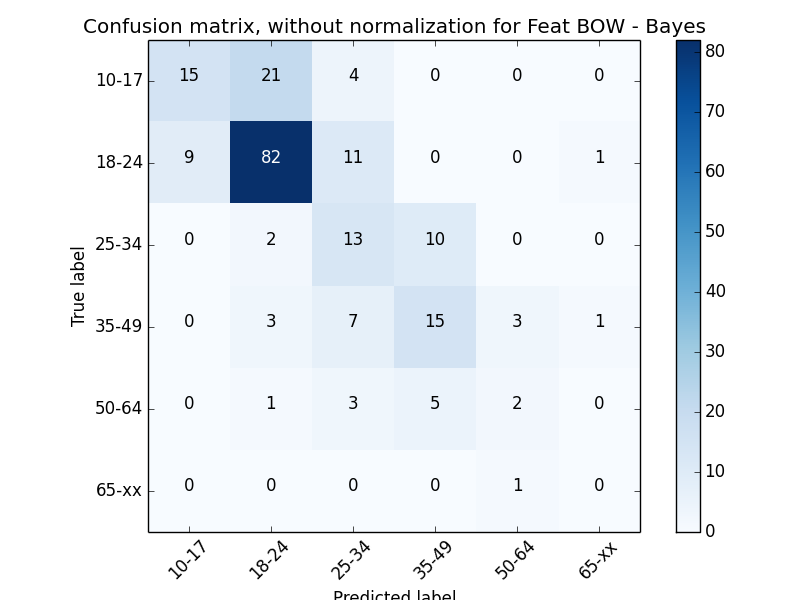 Confusion matrix, without normalization for Feat BOW - Bayes
10-17 15 21 4 0 0 0
18-24 9 82 11 0 0 1
25-34 0 2 13 10 0 0
35-49 0 3 7 15 3 1
50-64 0 1 3 5 2 0
65-xx 0 0 0 0 1 0
True label
10-17 18-24 25-34 35-49 50-64 65-xx
Predicted label
80
70
60
50
40
30
20
10
0